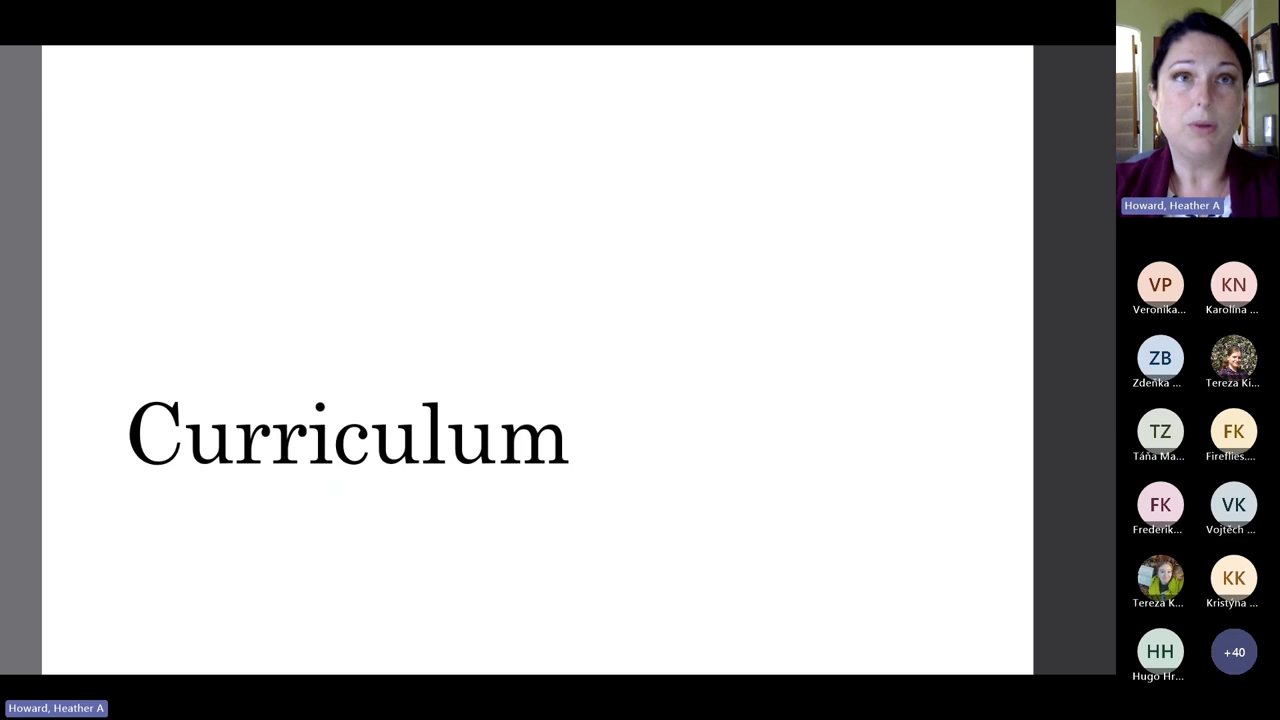 Curriculum
Howard, Heather A
VP
KN
Veronika...
Karolína ...
ZB
Zdeňka ...
Tereza Ki...
TZ
FK
Táňa Ma...
Fireflies....
FK
VK
Frederik...
Vojtěch ...
KK
Tereza K...
Kristýna ...
HH
+40
Hugo Hr...
Howard, Heather A